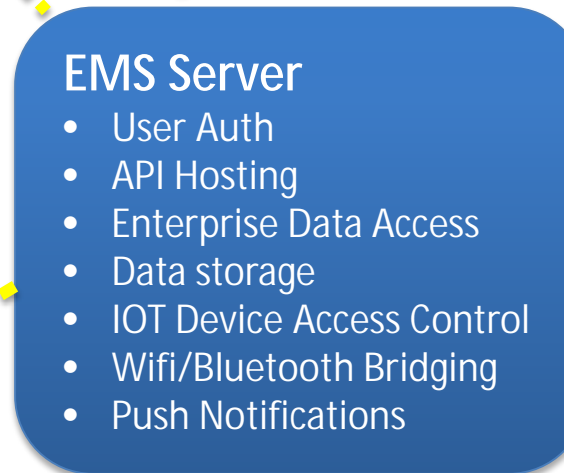 EMS Server
• User Auth
• API Hosting
• Enterprise Data Access
• Data storage
• IOT Device Access Control
• Wifi/Bluetooth Bridging
• Push Notifications